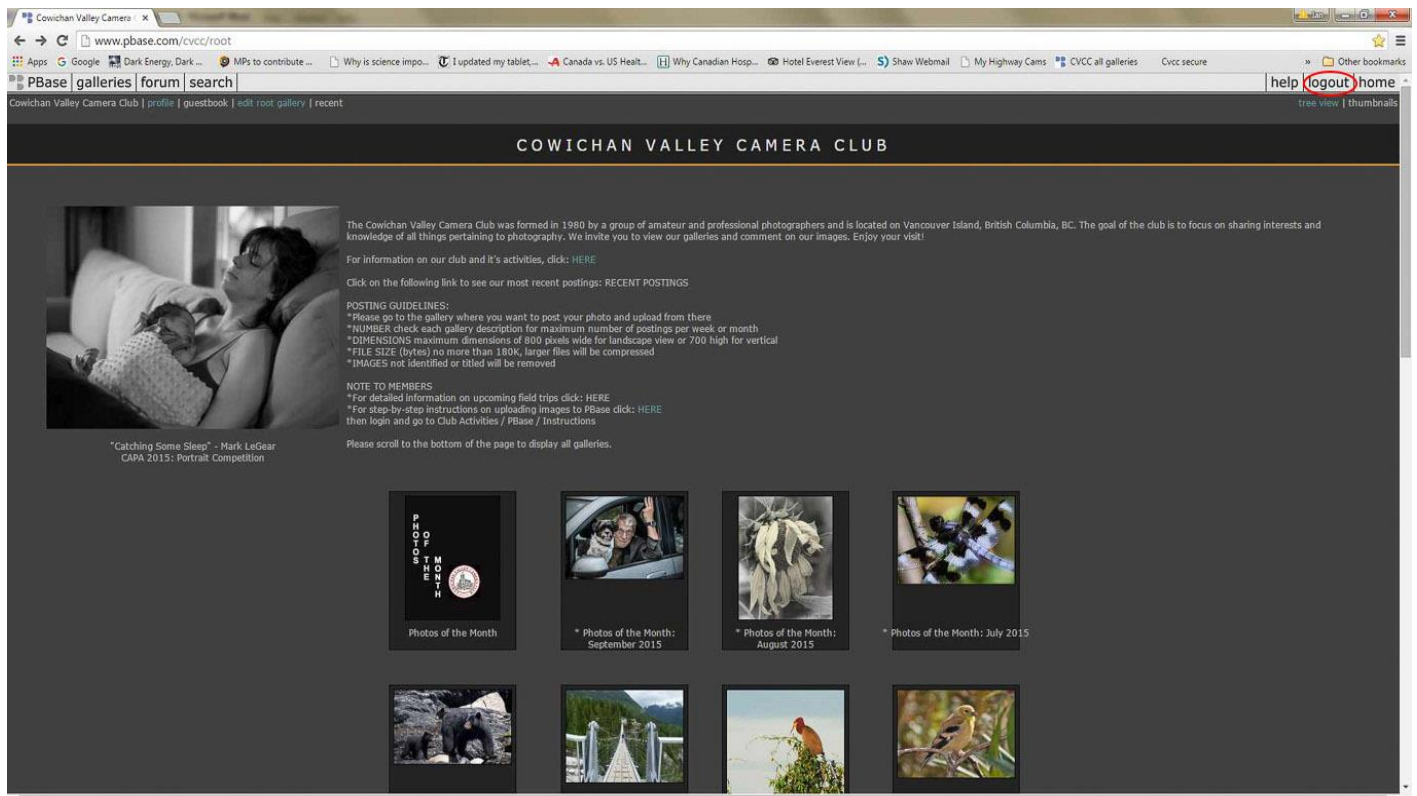 Cowichan Valley Camera C
www.pbase.com/cvcc/root
Apps Google Dark Energy, Dark ... MPs to contribute ... Why is science impo... I updated my tablet,... Canada vs. US Healt... Why Canadian Hosp... Hotel Everest View (... Shaw Webmail My Highway Cams CVCC all galleries Cvcc secure » Other bookmarks
PBase galleries forum search help logout home
Cowichan Valley Camera Club | profile | guestbook | edit root gallery | recent tree view | thumbnails
COWICHAN VALLEY CAMERA CLUB
The Cowichan Valley Camera Club was formed in 1980 by a group of amateur and professional photographers and is located on Vancouver Island, British Columbia, BC. The goal of the club is to focus on sharing interests and
knowledge of all things pertaining to photography. We invite you to view our galleries and comment on our images. Enjoy your visit!
For information on our club and it's activities, click: HERE
Click on the following link to see our most recent postings: RECENT POSTINGS
POSTING GUIDELINES:
*Please go to the gallery where you want to post your photo and upload from there
*NUMBER check each gallery description for maximum number of postings per week or month
*DIMENSIONS maximum dimensions of 800 pixels wide for landscape view or 700 high for vertical
*FILE SIZE (bytes) no more than 180K, larger files will be compressed
*IMAGES not identified or titled will be removed
NOTE TO MEMBERS
*For detailed information on upcoming field trips click: HERE
*For step-by-step instructions on uploading images to PBase click: HERE
then login and go to Club Activities / PBase / Instructions
Please scroll to the bottom of the page to display all galleries.
"Catching Some Sleep" - Mark LeGear
CAPA 2015: Portrait Competition
PHOTOS
OF
THE
MONTH
Photos of the Month
* Photos of the Month:
September 2015
* Photos of the Month:
August 2015
* Photos of the Month: July 2015